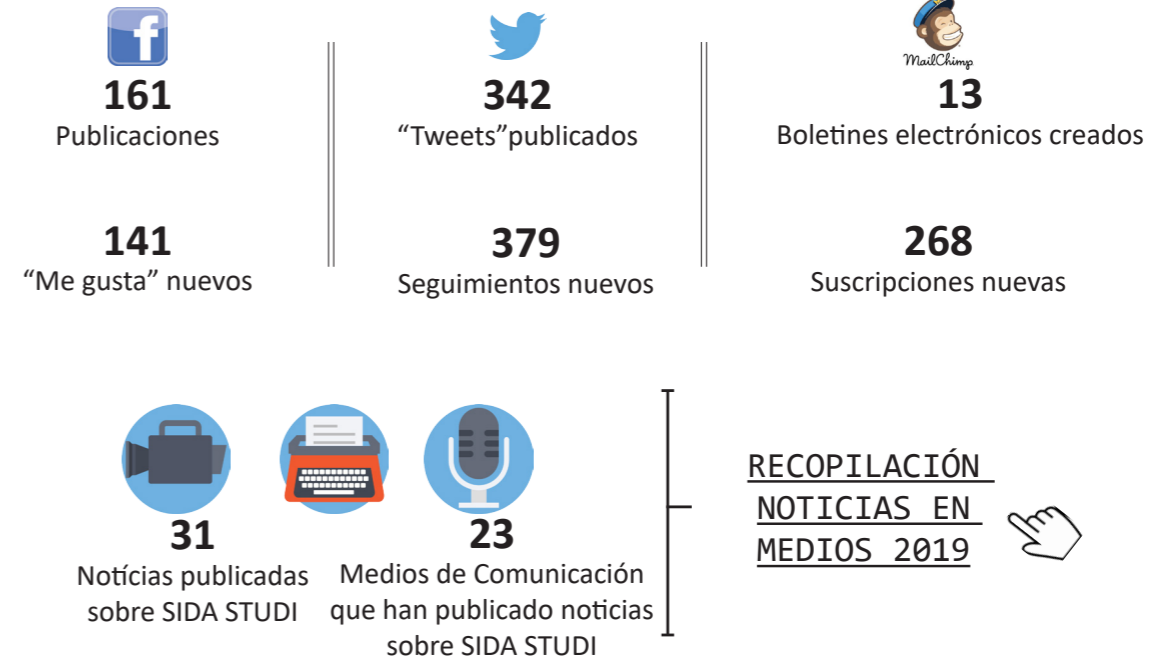 f
MailChimp
161
Publicaciones
342
“Tweets”publicados
13
Boletines electrónicos creados
141
“Me gusta” nuevos
379
Seguimientos nuevos
268
Suscripciones nuevas
31
Notícias publicadas
sobre SIDA STUDI
23
Medios de Comunicación
que han publicado noticias
sobre SIDA STUDI
RECOPILACIÓN
NOTICIAS EN
MEDIOS 2019